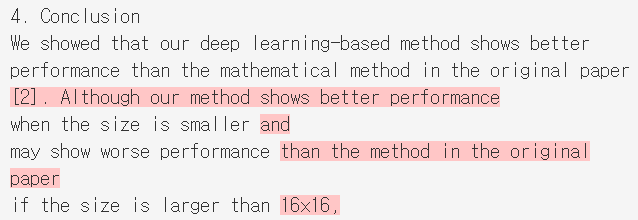 4. Conclusion
We showed that our deep learning-based method shows better
performance than the mathematical method in the original paper
[2]. Although our method shows better performance
when the size is smaller and
may show worse performance than the method in the original
paper
if the size is larger than 16x16,